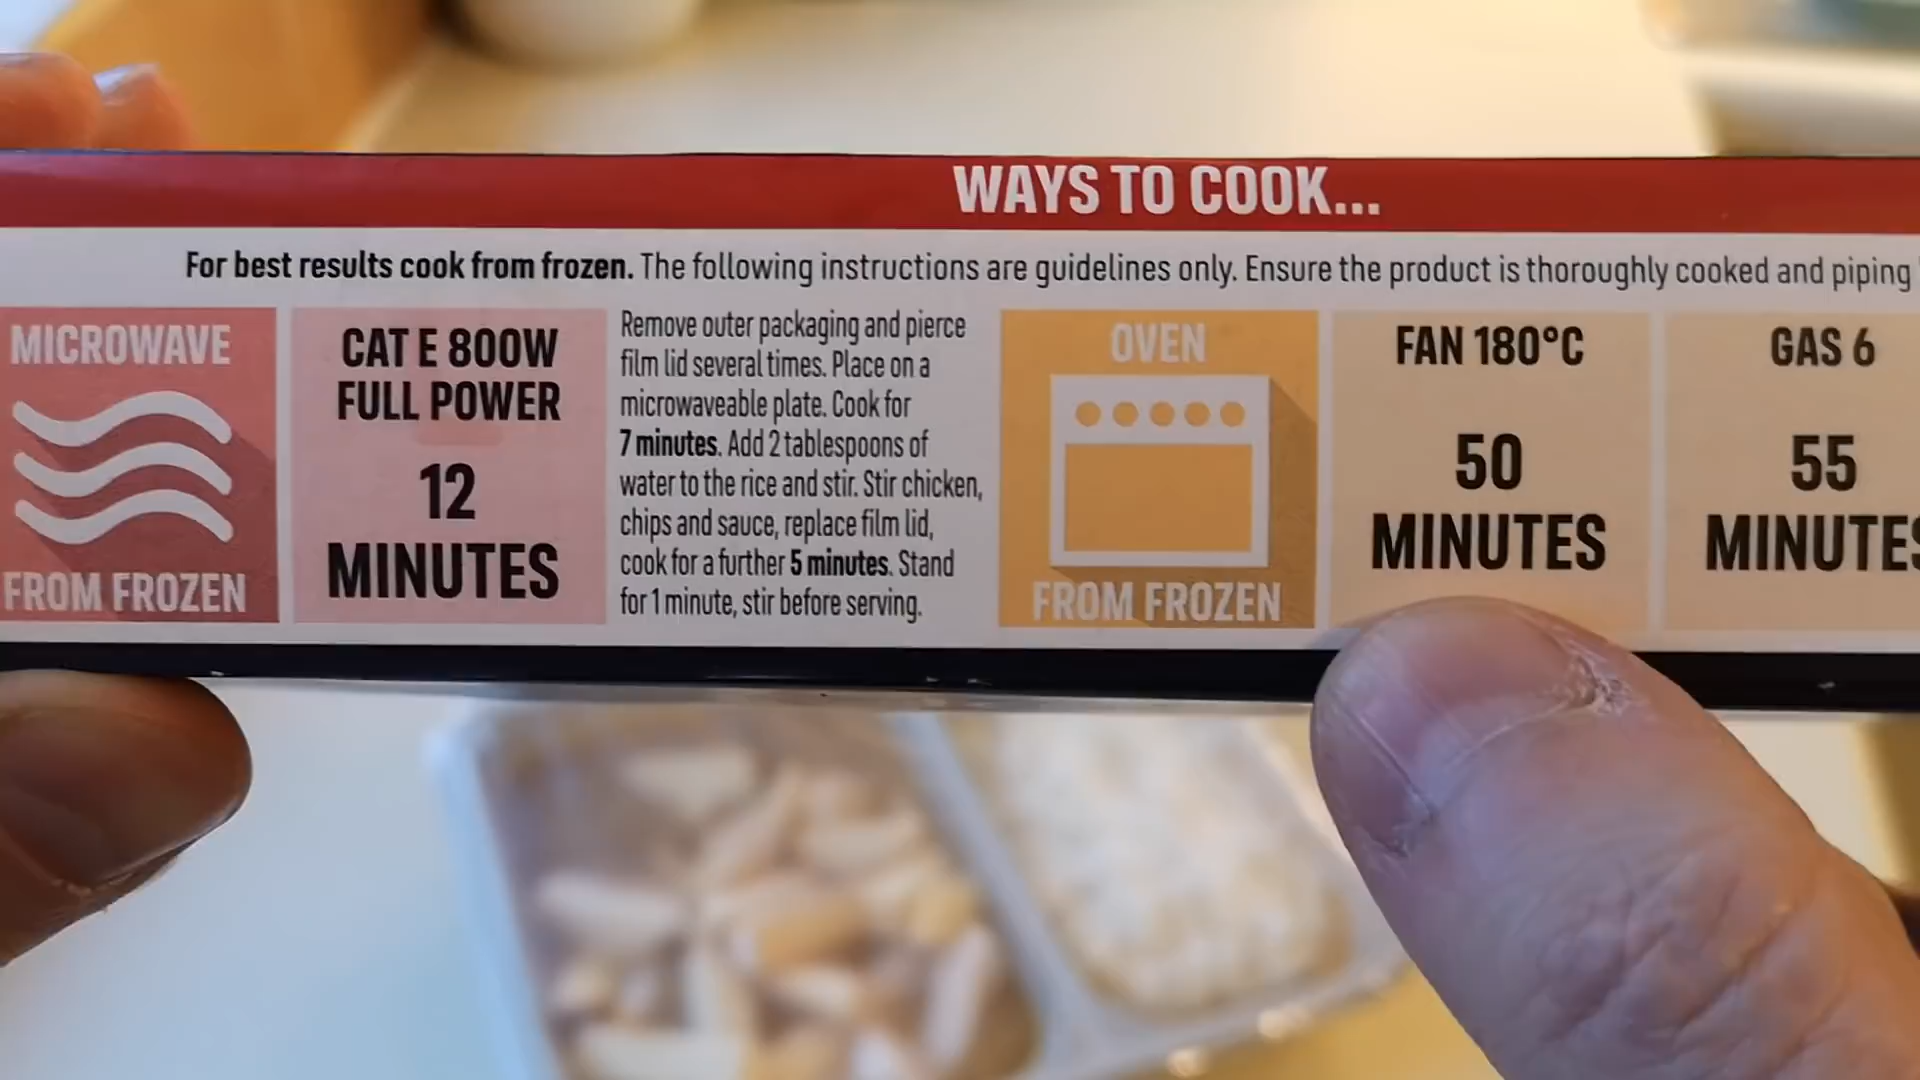 WAYS TO COOK...
For best results cook from frozen. The following instructions are guidelines only. Ensure the product is thoroughly cooked and piping
MICROWAVE
FROM FROZEN
CAT E 800W
FULL POWER
12
MINUTES
Remove outer packaging and pierce
film lid several times. Place on a
microwaveable plate. Cook for
7 minutes. Add 2 tablespoons of
water to the rice and stir. Stir chicken,
chips and sauce, replace film lid,
cook for a further 5 minutes. Stand
for 1 minute, stir before serving.
OVEN
FROM FROZEN
FAN 180°C
50
MINUTES
GAS 6
55
MINUTES